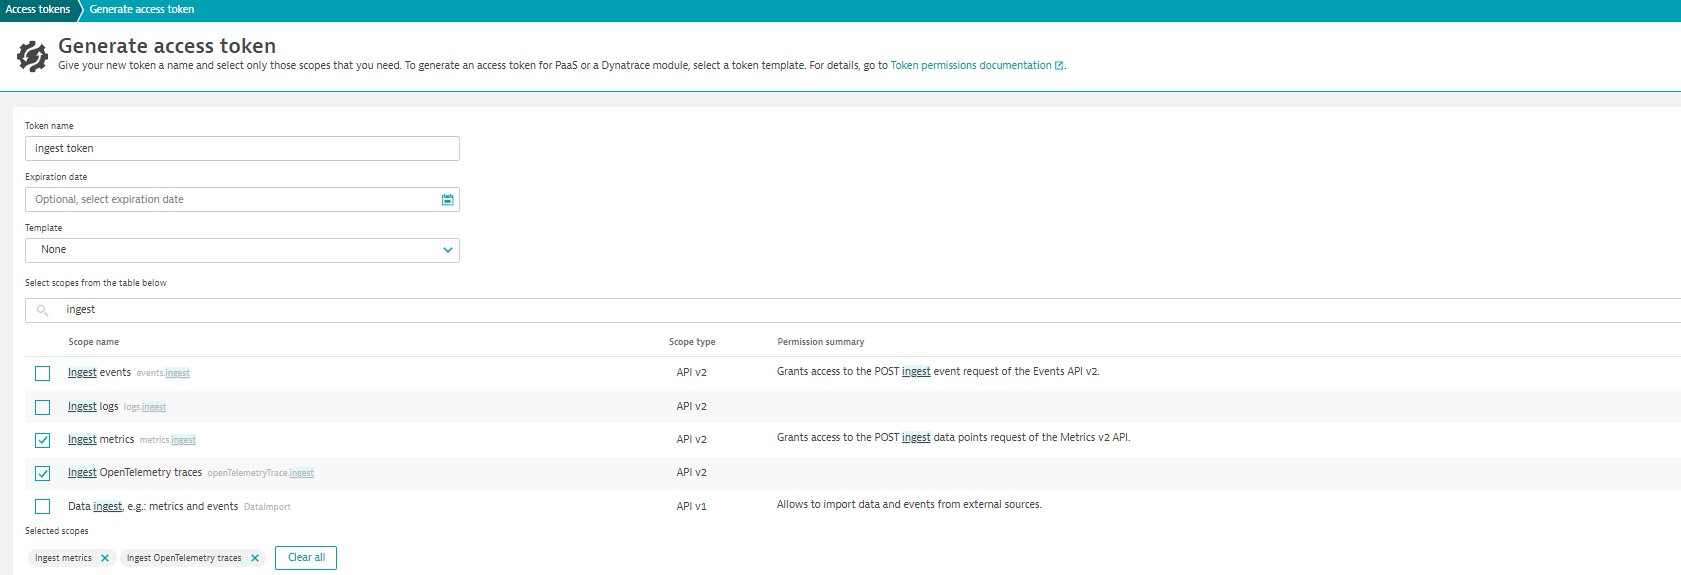 Access tokens Generate access token
Generate access token
Give your new token a name and select only those scopes that you need. To generate an access token for PaaS or a Dynatrace module, select a token template. For details, go to Token permissions documentation.
Token name
ingest token
Expiration date
Optional, select expiration date
Template
None
Select scopes from the table below
ingest
Scope name Scope type Permission summary
Ingest events events.ingest API v2 Grants access to the POST ingest event request of the Events API v2.
Ingest logs logs.ingest API v2
Ingest metrics metrics.ingest API v2 Grants access to the POST ingest data points request of the Metrics v2 API.
Ingest OpenTelemetry traces openTelemetryTrace.ingest API v2
Data ingest, e.g.: metrics and events DataImport API v1 Allows to import data and events from external sources.
Selected scopes
Ingest metrics Ingest OpenTelemetry traces Clear all